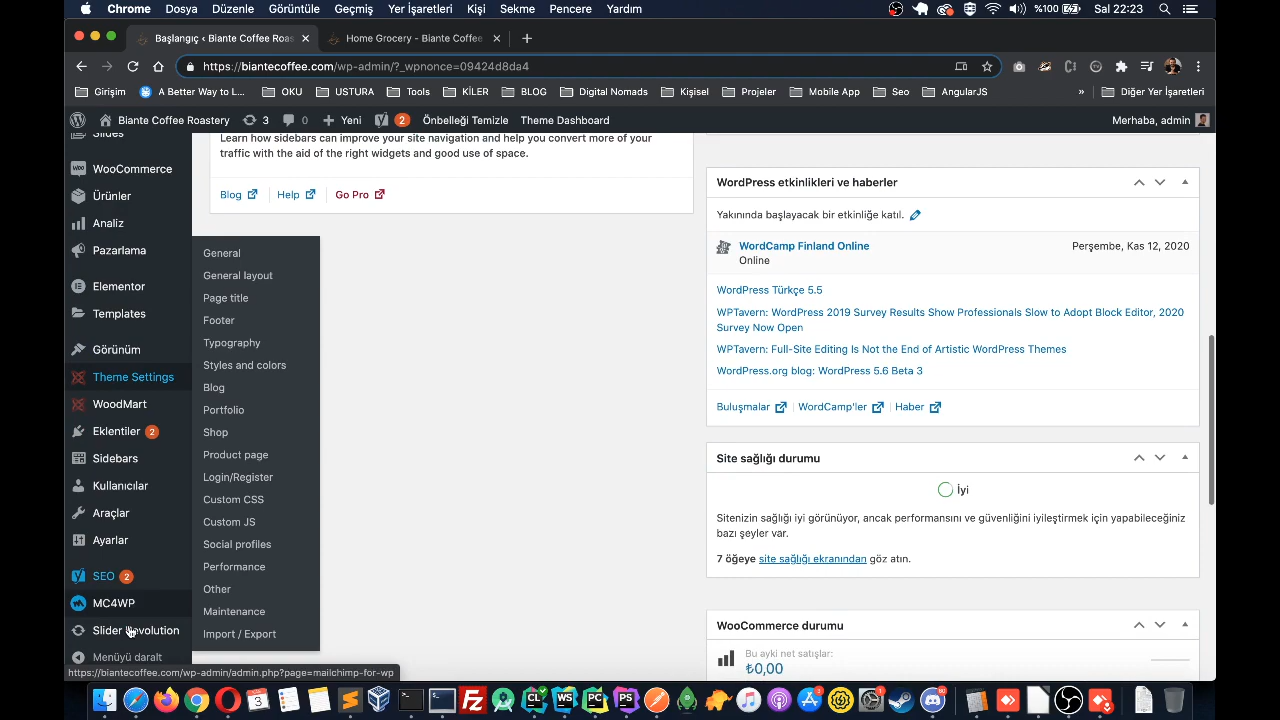 Chrome Dosya Düzenle Görüntüle Geçmiş Yer İşaretleri Kişi Sekme Pencere Yardım %100 Sal 22:23
Başlangıç ‹ Biante Coffee Roas
Home Grocery - Biante Coffee
https://biantecoffee.com/wp-admin/?_wpnonce=09424d8da4
Girişim A Better Way to L... OKU USTURA Tools KİLER BLOG Digital Nomads Kişisel Projeler Mobile App Seo AngularJS » Diğer Yer İşaretleri
Biante Coffee Roastery 3 0 Yeni 2 Önbelleği Temizle Theme Dashboard Merhaba, admin
Slides
WooCommerce
Ürünler
Analiz
Pazarlama
Elementor
Templates
Görünüm
Theme Settings
WoodMart
Eklentiler 2
Sidebars
Kullanıcılar
Araçlar
Ayarlar
SEO 2
MC4WP
Slider Revolution
Menüyü daralt
General
General layout
Page title
Footer
Typography
Styles and colors
Blog
Portfolio
Shop
Product page
Login/Register
Custom CSS
Custom JS
Social profiles
Performance
Other
Maintenance
Import / Export
Learn how sidebars can improve your site navigation and help you convert more of your
traffic with the aid of the right widgets and good use of space.
Blog Help Go Pro
WordPress etkinlikleri ve haberler
Yakınında başlayacak bir etkinliğe katıl.
WordCamp Finland Online Perşembe, Kas 12, 2020
Online
WordPress Türkçe 5.5
WPTavern: WordPress 2019 Survey Results Show Professionals Slow to Adopt Block Editor, 2020
Survey Now Open
WPTavern: Full-Site Editing Is Not the End of Artistic WordPress Themes
WordPress.org blog: WordPress 5.6 Beta 3
Buluşmalar WordCamp'ler Haber
Site sağlığı durumu
İyi
Sitenizin sağlığı iyi görünüyor, ancak performansını ve güvenliğini iyileştirmek için yapabileceğiniz
bazı şeyler var.
7 öğeye site sağlığı ekranından göz atın.
WooCommerce durumu
Bu ayki net satışlar:
₺0,00
https://biantecoffee.com/wp-admin/admin.php?page=mailchimp-for-wp